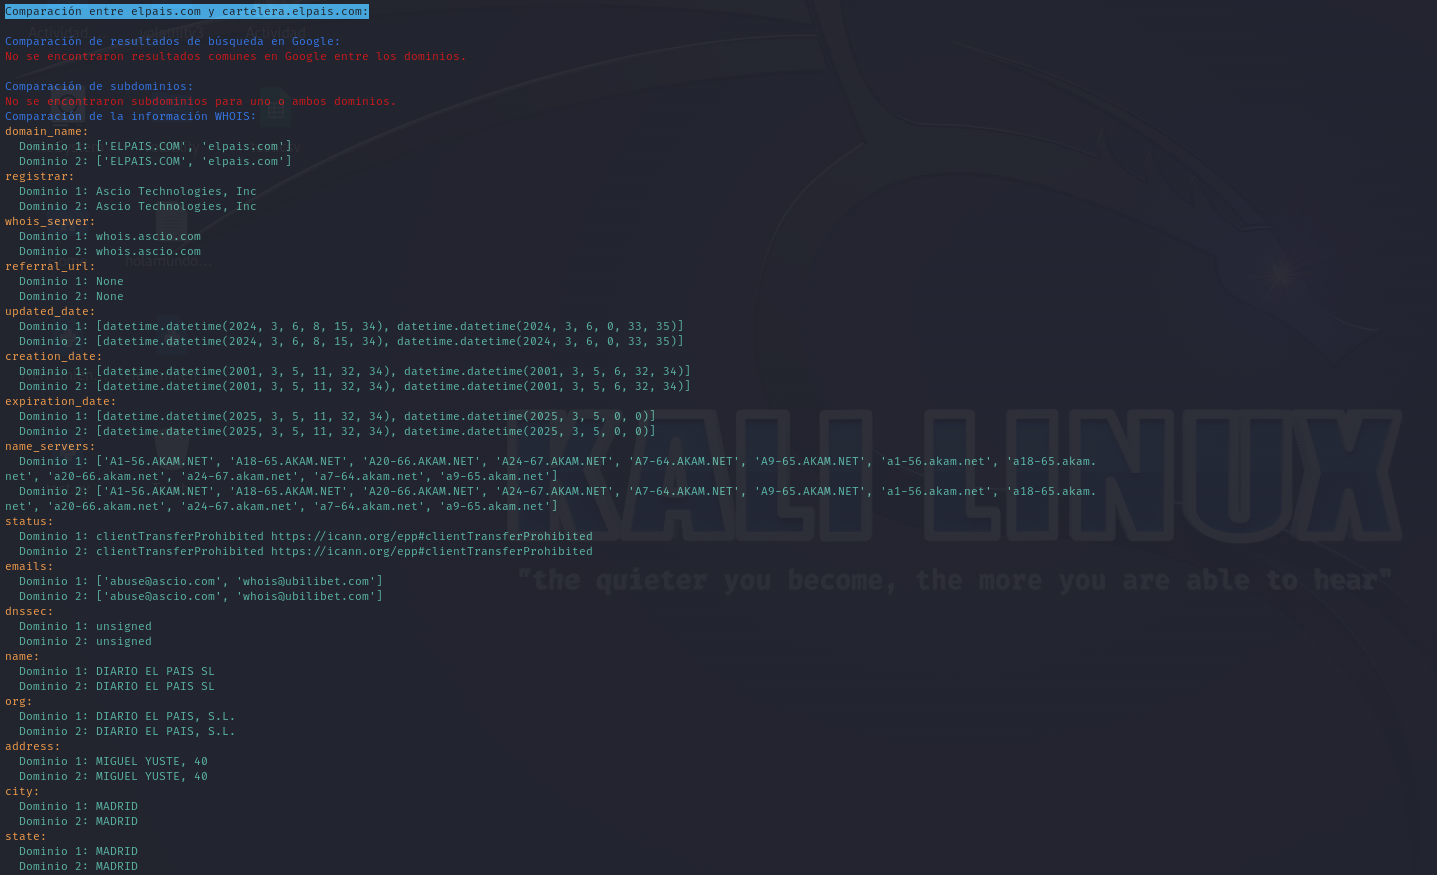 Comparación entre elpais.com y cartelera.elpais.com:
Comparación de resultados de búsqueda en Google:
No se encontraron resultados comunes en Google entre los dominios.
Comparación de subdominios:
No se encontraron subdominios para uno o ambos dominios.
Comparación de la información WHOIS:
domain_name:
Dominio 1: ['ELPAIS.COM', 'elpais.com']
Dominio 2: ['ELPAIS.COM', 'elpais.com']
registrar:
Dominio 1: Ascio Technologies, Inc
Dominio 2: Ascio Technologies, Inc
whois_server:
Dominio 1: whois.ascio.com
Dominio 2: whois.ascio.com
referral_url:
Dominio 1: None
Dominio 2: None
updated_date:
Dominio 1: [datetime.datetime(2024, 3, 6, 8, 15, 34), datetime.datetime(2024, 3, 6, 0, 33, 35)]
Dominio 2: [datetime.datetime(2024, 3, 6, 8, 15, 34), datetime.datetime(2024, 3, 6, 0, 33, 35)]
creation_date:
Dominio 1: [datetime.datetime(2001, 3, 5, 11, 32, 34), datetime.datetime(2001, 3, 5, 6, 32, 34)]
Dominio 2: [datetime.datetime(2001, 3, 5, 11, 32, 34), datetime.datetime(2001, 3, 5, 6, 32, 34)]
expiration_date:
Dominio 1: [datetime.datetime(2025, 3, 5, 11, 32, 34), datetime.datetime(2025, 3, 5, 0, 0)]
Dominio 2: [datetime.datetime(2025, 3, 5, 11, 32, 34), datetime.datetime(2025, 3, 5, 0, 0)]
name_servers:
Dominio 1: ['A1-56.AKAM.NET', 'A18-65.AKAM.NET', 'A20-66.AKAM.NET', 'A24-67.AKAM.NET', 'A7-64.AKAM.NET', 'A9-65.AKAM.NET', 'a1-56.akam.net', 'a18-65.akam.
net', 'a20-66.akam.net', 'a24-67.akam.net', 'a7-64.akam.net', 'a9-65.akam.net']
Dominio 2: ['A1-56.AKAM.NET', 'A18-65.AKAM.NET', 'A20-66.AKAM.NET', 'A24-67.AKAM.NET', 'A7-64.AKAM.NET', 'A9-65.AKAM.NET', 'a1-56.akam.net', 'a18-65.akam.
net', 'a20-66.akam.net', 'a24-67.akam.net', 'a7-64.akam.net', 'a9-65.akam.net']
status:
Dominio 1: clientTransferProhibited https://icann.org/epp#clientTransferProhibited
Dominio 2: clientTransferProhibited https://icann.org/epp#clientTransferProhibited
emails:
Dominio 1: ['abuse@ascio.com', 'whois@ubilibet.com']
Dominio 2: ['abuse@ascio.com', 'whois@ubilibet.com']
dnssec:
Dominio 1: unsigned
Dominio 2: unsigned
name:
Dominio 1: DIARIO EL PAIS SL
Dominio 2: DIARIO EL PAIS SL
org:
Dominio 1: DIARIO EL PAIS, S.L.
Dominio 2: DIARIO EL PAIS, S.L.
address:
Dominio 1: MIGUEL YUSTE, 40
Dominio 2: MIGUEL YUSTE, 40
city:
Dominio 1: MADRID
Dominio 2: MADRID
state:
Dominio 1: MADRID
Dominio 2: MADRID
KALI LINUX
"the quieter you become, the more you are able to hear"